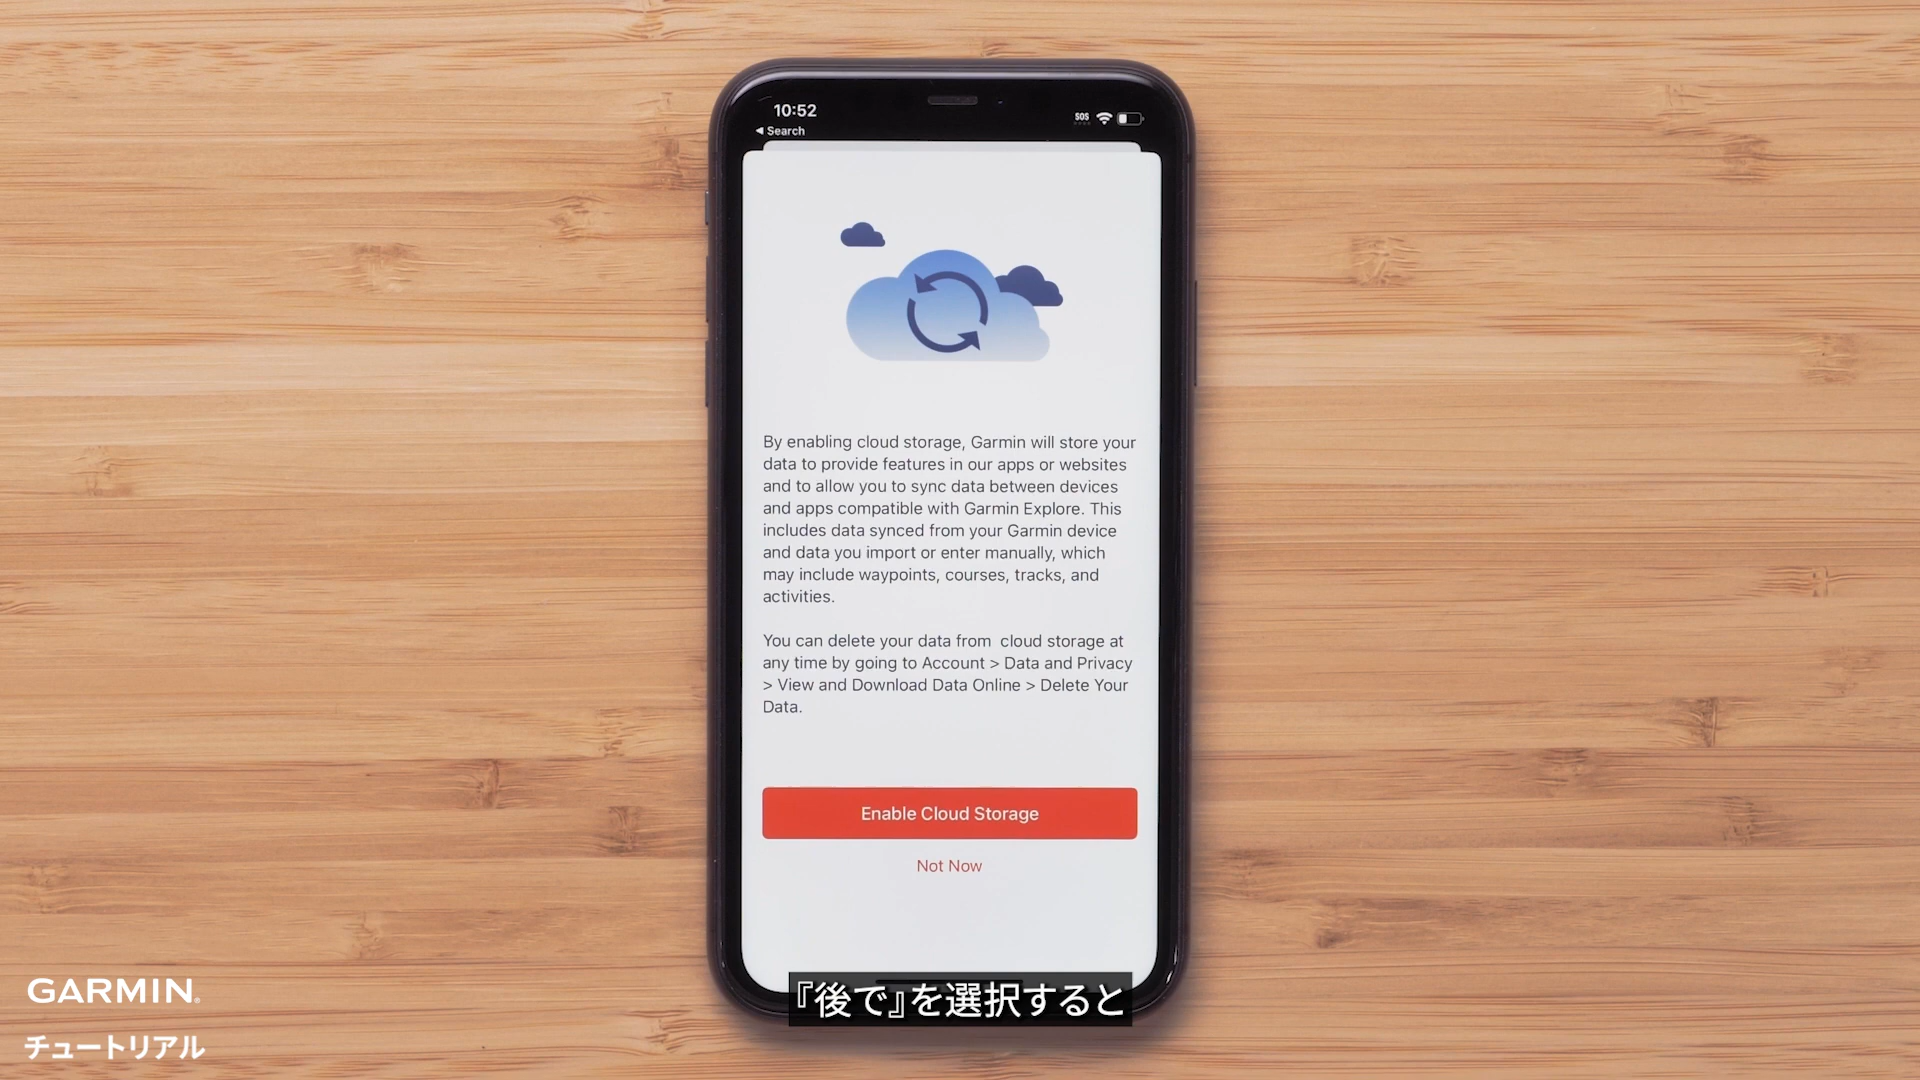 10:52
SOS
◀ Search
By enabling cloud storage, Garmin will store your
data to provide features in our apps or websites
and to allow you to sync data between devices
and apps compatible with Garmin Explore. This
includes data synced from your Garmin device
and data you import or enter manually, which
may include waypoints, courses, tracks, and
activities.
You can delete your data from cloud storage at
any time by going to Account > Data and Privacy
> View and Download Data Online > Delete Your
Data.
Enable Cloud Storage
Not Now
『後で』を選択すると
GARMIN®
チュートリアル